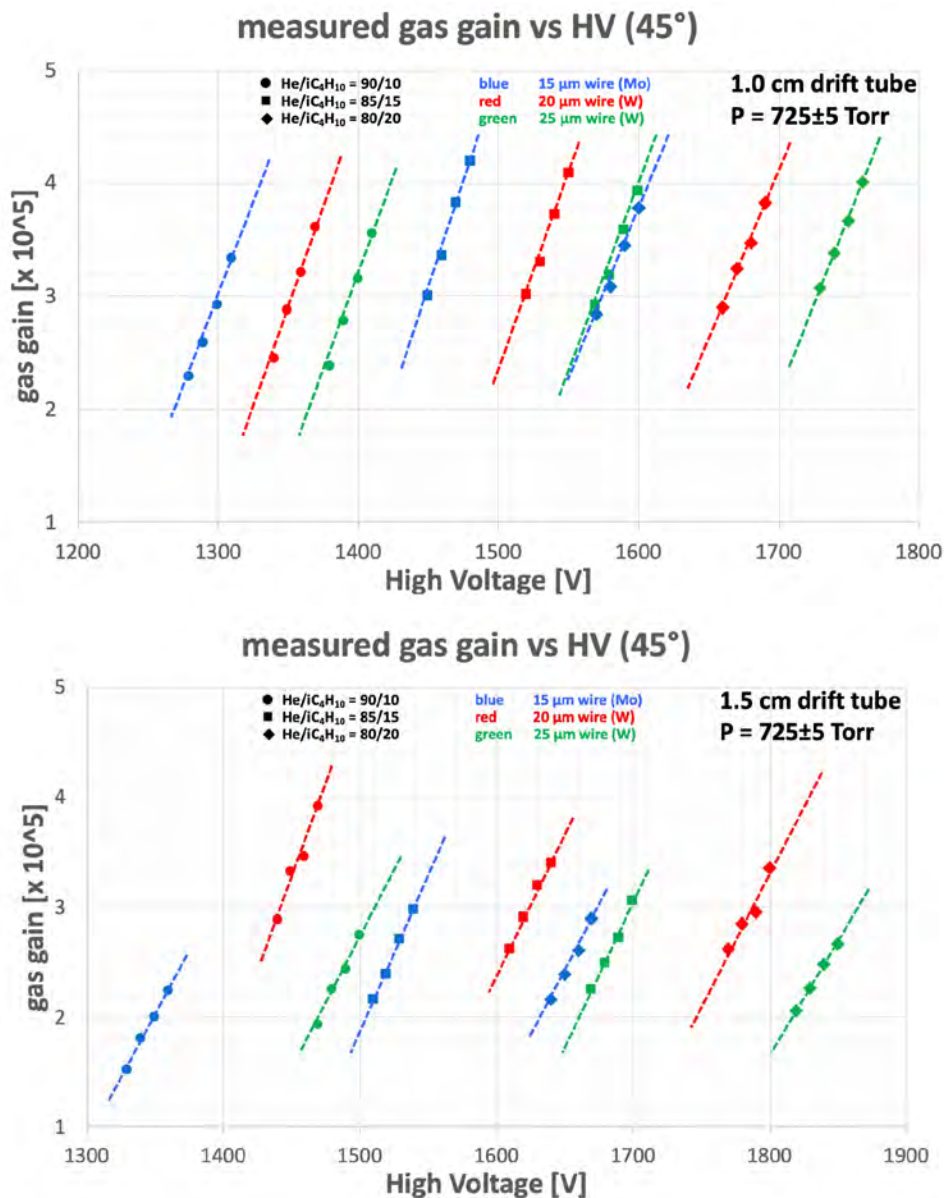 measured gas gain vs HV (45°)
5
4
3
2
1
gas gain [x 10^5]
He/iC₄H₁₀ = 90/10
He/iC₄H₁₀ = 85/15
He/iC₄H₁₀ = 80/20
blue 15 µm wire (Mo)
red 20 µm wire (W)
green 25 µm wire (W)
1.0 cm drift tube
P = 725±5 Torr
1200 1300 1400 1500 1600 1700 1800
High Voltage [V]
measured gas gain vs HV (45°)
5
4
3
2
1
gas gain [x 10^5]
He/iC₄H₁₀ = 90/10
He/iC₄H₁₀ = 85/15
He/iC₄H₁₀ = 80/20
blue 15 µm wire (Mo)
red 20 µm wire (W)
green 25 µm wire (W)
1.5 cm drift tube
P = 725±5 Torr
1300 1400 1500 1600 1700 1800 1900
High Voltage [V]